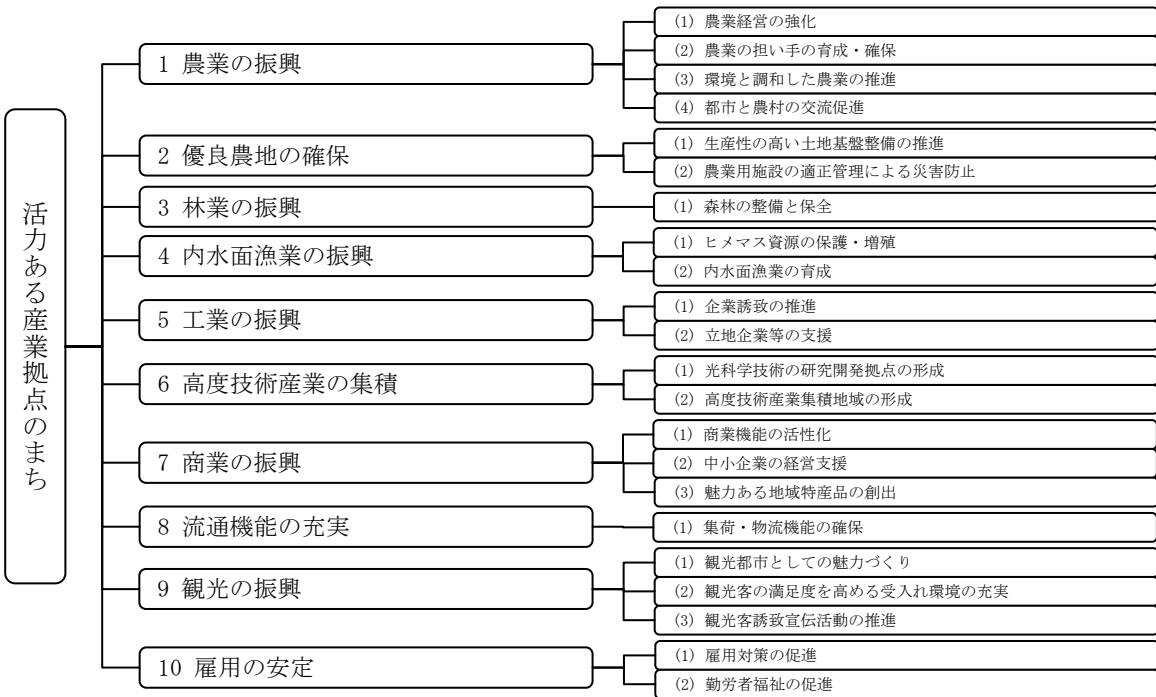 活力ある産業拠点のまち
1 農業の振興
(1) 農業経営の強化
(2) 農業の担い手の育成・確保
(3) 環境と調和した農業の推進
(4) 都市と農村の交流促進
2 優良農地の確保
(1) 生産性の高い土地基盤整備の推進
(2) 農業用施設の適正管理による災害防止
3 林業の振興
(1) 森林の整備と保全
4 内水面漁業の振興
(1) ヒメマス資源の保護・増殖
(2) 内水面漁業の育成
5 工業の振興
(1) 企業誘致の推進
(2) 立地企業等の支援
6 高度技術産業の集積
(1) 光科学技術の研究開発拠点の形成
(2) 高度技術産業集積地域の形成
7 商業の振興
(1) 商業機能の活性化
(2) 中小企業の経営支援
(3) 魅力ある地域特産品の創出
8 流通機能の充実
(1) 集荷・物流機能の確保
9 観光の振興
(1) 観光都市としての魅力づくり
(2) 観光客の満足度を高める受入れ環境の充実
(3) 観光客誘致宣伝活動の推進
10 雇用の安定
(1) 雇用対策の促進
(2) 勤労者福祉の促進